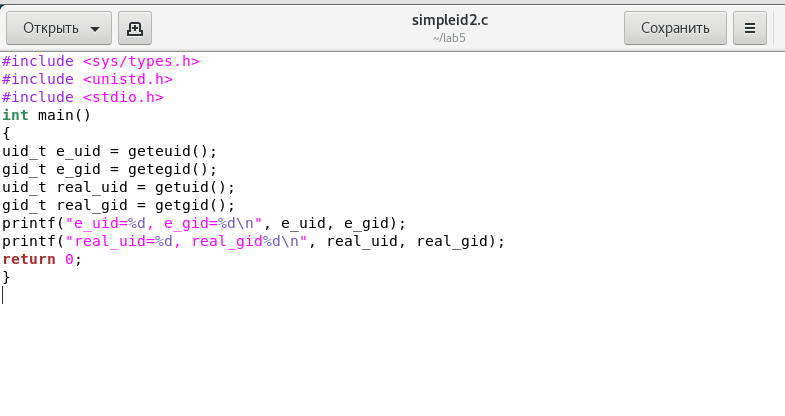 Открыть
simpleid2.c
~/lab5
Сохранить
#include <sys/types.h>
#include <unistd.h>
#include <stdio.h>
int main()
{
uid_t e_uid = geteuid();
gid_t e_gid = getegid();
uid_t real_uid = getuid();
gid_t real_gid = getgid();
printf("e_uid=%d, e_gid=%d\n", e_uid, e_gid);
printf("real_uid=%d, real_gid%d\n", real_uid, real_gid);
return 0;
}